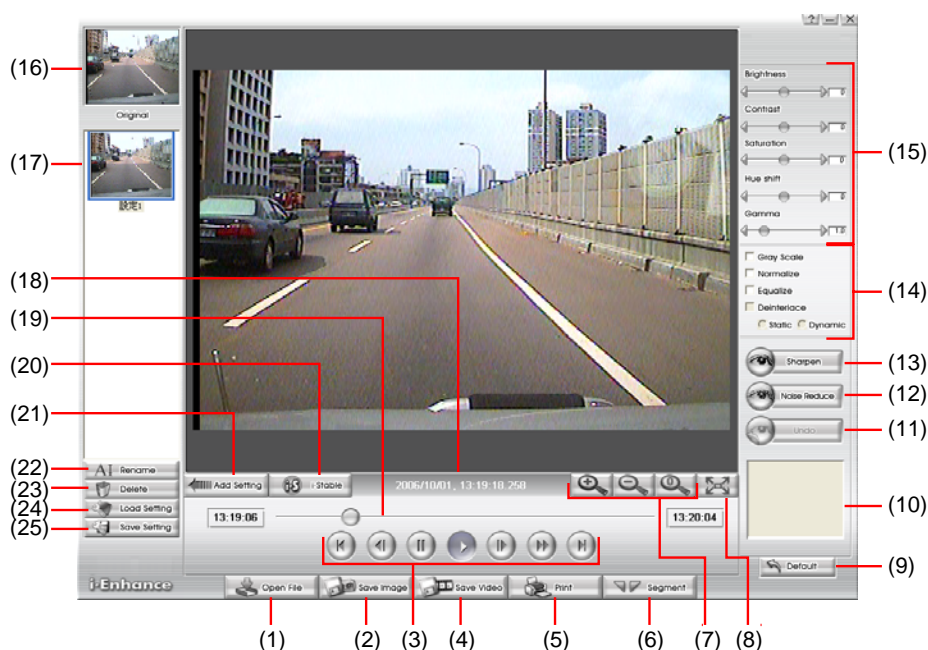 (16)
Original
(17)
設定1
(18)
(19)
(20)
(21)
(22)
(23)
(24)
(25)
Rename
Delete
Load Setting
Save Setting
i-Enhance
Add Setting
i-Stable
2006/10/01, 13:19:18.258
13:19:06
13:20:04
Open File
Save Image
Save Video
Print
Segment
(1)
(2)
(3)
(4)
(5)
(6)
(7)
(8)
? – X
Brightness
0
Contrast
0
Saturation
0
Hue shift
0
Gamma
1.0
(15)
Gray Scale
Normalize
Equalize
Deinterlace
Static Dynamic
(14)
Sharpen
(13)
Noise Reduce
(12)
Undo
(11)
(10)
Default
(9)